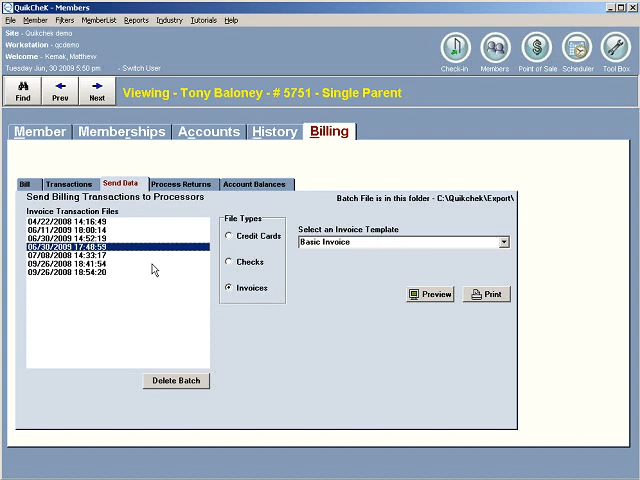 QuikCheK - Members
File Member Filters MemberList Reports Industry Tutorials Help
Site - Quikchek demo
Workstation - qcdemo
Welcome - Kemak, Matthew
Tuesday Jun, 30 2009 5:50 pm - Switch User
Check-in Members Point of Sale Scheduler Tool Box
Find Prev Next
Viewing - Tony Baloney - # 5751 - Single Parent
Member Memberships Accounts History Billing
Bill Transactions Send Data Process Returns Account Balances
Send Billing Transactions to Processors
Batch File is in this folder - C:\Quikchek\Export\
Invoice Transaction Files
04/22/2008 14:16:49
06/11/2009 18:00:14
06/30/2009 14:52:19
06/30/2009 17:48:59
07/08/2008 14:33:17
09/26/2008 18:41:54
09/26/2008 18:54:20
File Types
Credit Cards
Checks
Invoices
Select an Invoice Template
Basic Invoice
Preview Print
Delete Batch